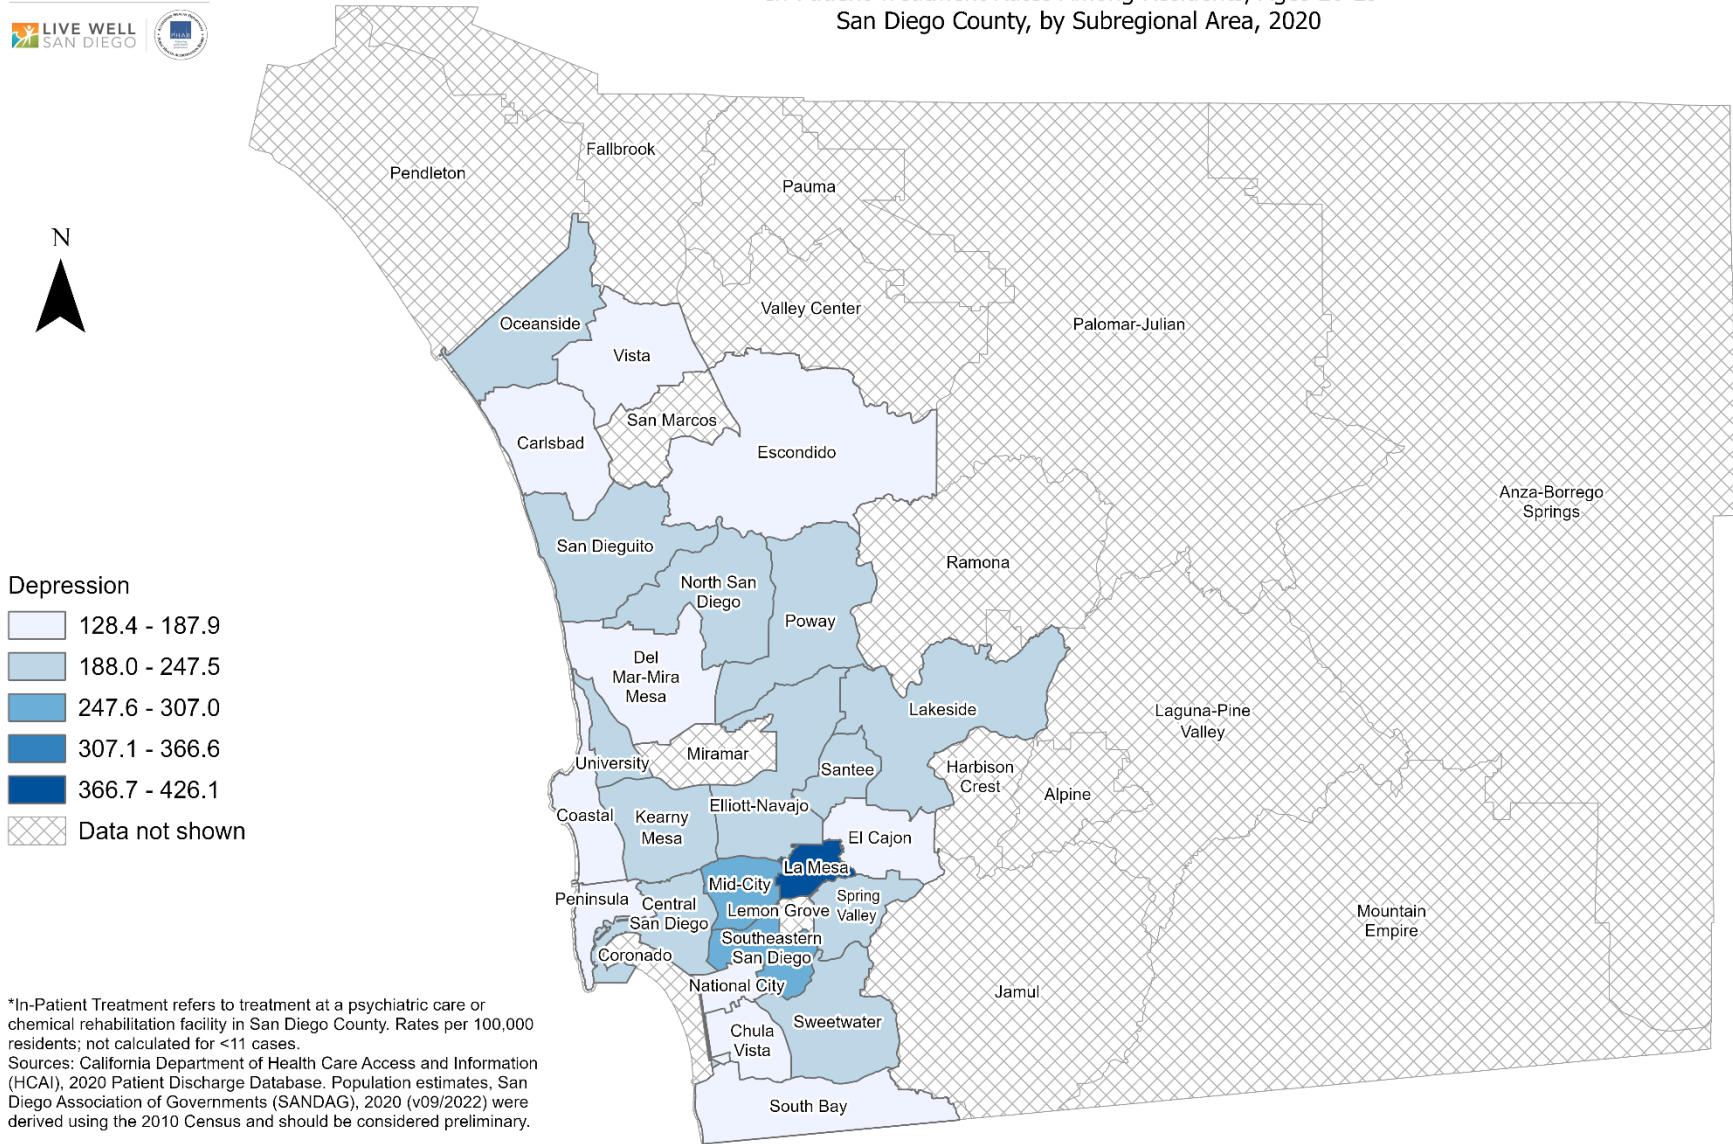 LIVE WELL
SAN DIEGO
PHAB
San Diego County, by Subregional Area, 2020
N
Pendleton
Fallbrook
Pauma
Valley Center
Palomar-Julian
Oceanside
Vista
San Marcos
Carlsbad
Escondido
Anza-Borrego
Springs
San Dieguito
North San
Diego
Ramona
Poway
Del
Mar-Mira
Mesa
Lakeside
Laguna-Pine
Valley
Miramar
University
Santee
Harbison
Crest
Alpine
Elliott-Navajo
Coastal
Kearny
Mesa
El Cajon
La Mesa
Mid-City
Peninsula
Central
San Diego
Lemon Grove
Spring
Valley
Mountain
Empire
Southeastern
San Diego
Coronado
National City
Jamul
Sweetwater
Chula
Vista
South Bay
Depression
128.4 - 187.9
188.0 - 247.5
247.6 - 307.0
307.1 - 366.6
366.7 - 426.1
Data not shown
*In-Patient Treatment refers to treatment at a psychiatric care or
chemical rehabilitation facility in San Diego County. Rates per 100,000
residents; not calculated for <11 cases.
Sources: California Department of Health Care Access and Information
(HCAI), 2020 Patient Discharge Database. Population estimates, San
Diego Association of Governments (SANDAG), 2020 (v09/2022) were
derived using the 2010 Census and should be considered preliminary.